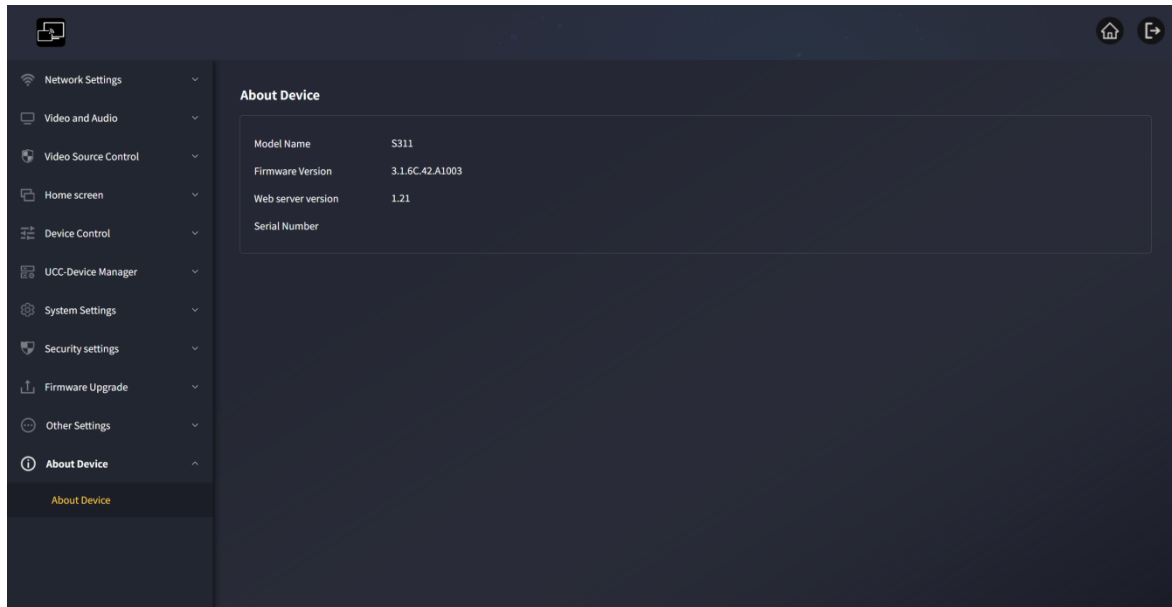 Network Settings
Video and Audio
Video Source Control
Home screen
Device Control
UCC-Device Manager
System Settings
Security settings
Firmware Upgrade
Other Settings
About Device
About Device
About Device
Model Name S311
Firmware Version 3.1.6C.42.A1003
Web server version 1.21
Serial Number